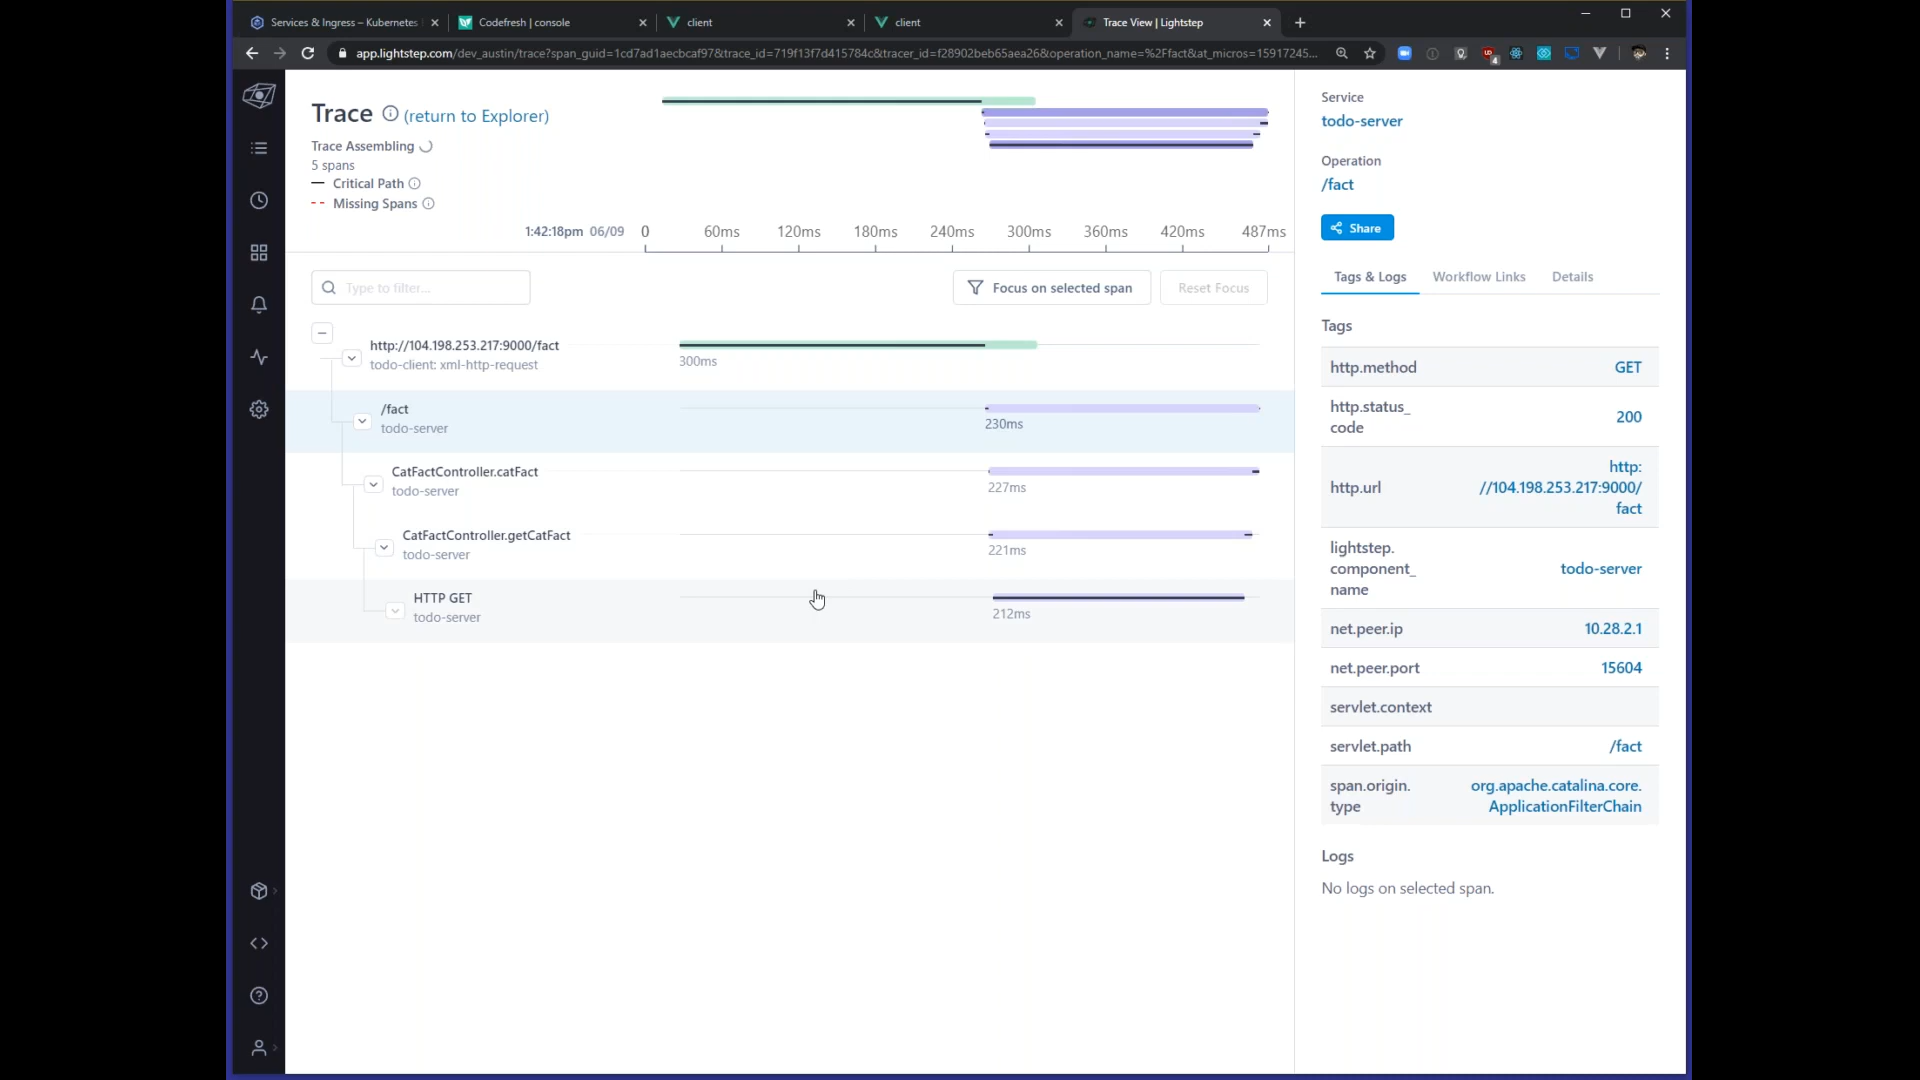 Services & Ingress – Kubernetes
Codefresh | console
client
client
Trace View | Lightstep
app.lightstep.com/dev_austin/trace?span_guid=1cd7ad1aecbcaf97&trace_id=719f13f7d415784c&tracer_id=f28902beb65aea26&operation_name=%2Ffact&at_micros=15917245...
4
Trace (return to Explorer)
Trace Assembling
5 spans
Critical Path
Missing Spans
1:42:18pm 06/09 0 60ms 120ms 180ms 240ms 300ms 360ms 420ms 487ms
Type to filter...
Focus on selected span
Reset Focus
http://104.198.253.217:9000/fact
todo-client: xml-http-request
300ms
/fact
todo-server
230ms
CatFactController.catFact
todo-server
227ms
CatFactController.getCatFact
todo-server
221ms
HTTP GET
todo-server
212ms
Service
todo-server
Operation
/fact
Share
Tags & Logs Workflow Links Details
Tags
http.method GET
http.status_
code
200
http.url
http:
//104.198.253.217:9000/
fact
lightstep.
component_
name
todo-server
net.peer.ip 10.28.2.1
net.peer.port 15604
servlet.context
servlet.path /fact
span.origin.
type
org.apache.catalina.core.
ApplicationFilterChain
Logs
No logs on selected span.